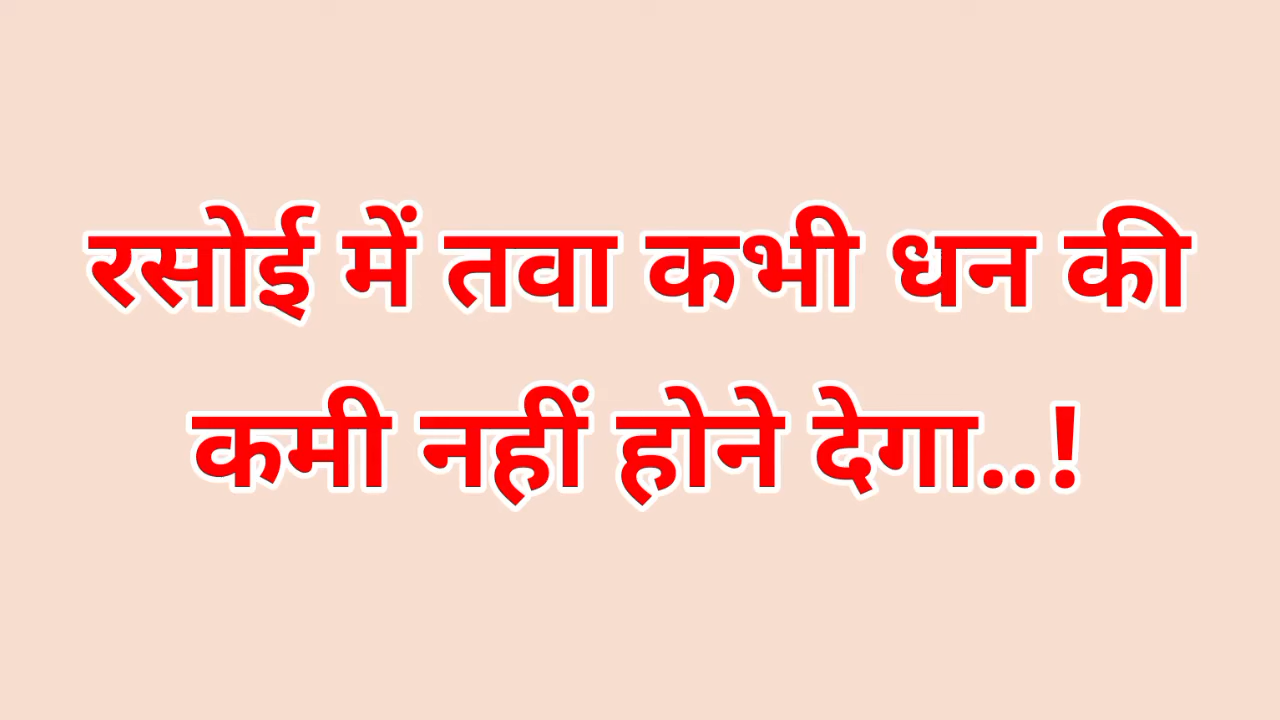 रसोई में तवा कभी धन की
कमी नहीं होने देगा..!